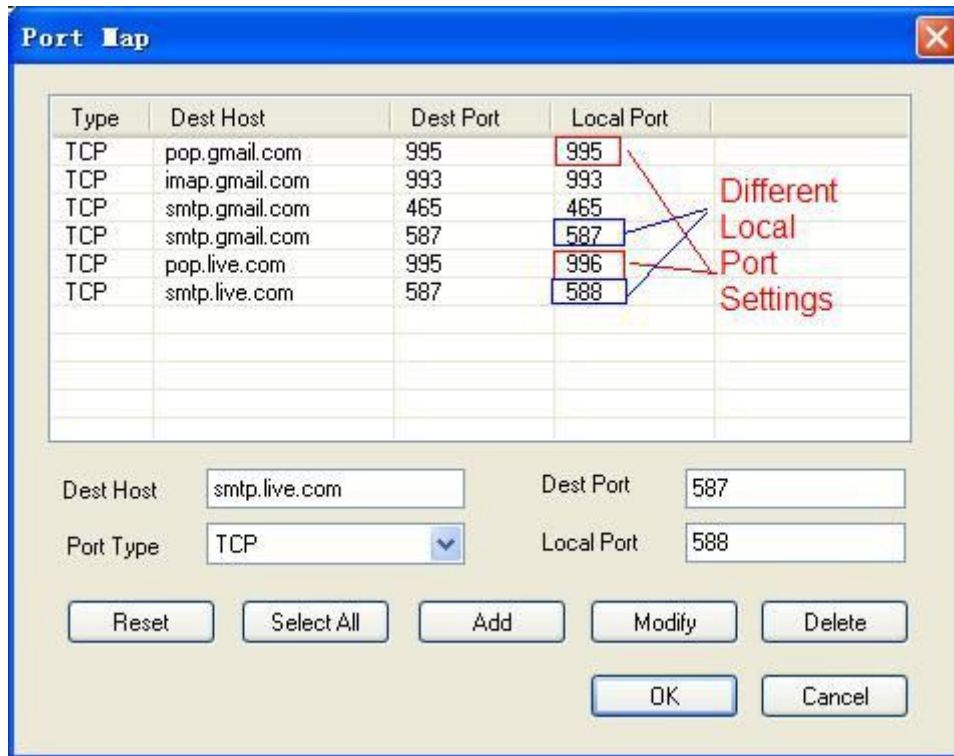 Port Map
Type Dest Host Dest Port Local Port
TCP pop.gmail.com 995 995
TCP imap.gmail.com 993 993
TCP smtp.gmail.com 465 465
TCP smtp.gmail.com 587 587
TCP pop.live.com 995 996
TCP smtp.live.com 587 588
Different
Local
Port
Settings
Dest Host smtp.live.com Dest Port 587
Port Type TCP Local Port 588
Reset Select All Add Modify Delete
OK Cancel